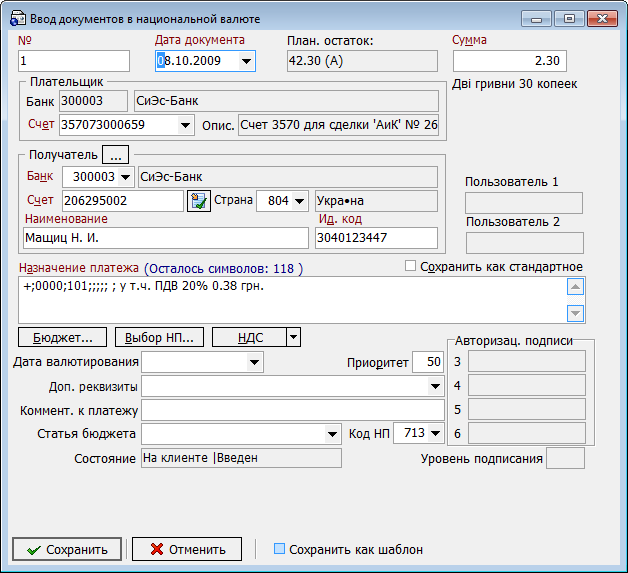 Ввод документов в национальной валюте
№ Дата документа План. остаток: Сумма
1 08.10.2009 42.30 (А) 2.30
Плательщик Дві гривни 30 копеек
Банк 300003 СиЭс-Банк
Счет 357073000659 Опис. Счет 3570 для сделки 'АиК' № 26
Получатель ...
Банк 300003 СиЭс-Банк Пользователь 1
Счет 206295002 Страна 804 Укра•на
Наименование Ид. код Пользователь 2
Мащиц Н. И. 3040123447
Назначение платежа (Осталось символов: 118 ) Сохранить как стандартное
+;0000;101;;;;; ; у т.ч. ПДВ 20% 0.38 грн.
Бюджет... Выбор НП... НДС Авторизац. подписи
Дата валютирования Приоритет 50 3
Доп. реквизиты 4
Коммент. к платежу 5
Статья бюджета Код НП 713 6
Состояние На клиенте |Введен Уровень подписания
Сохранить Отменить Сохранить как шаблон